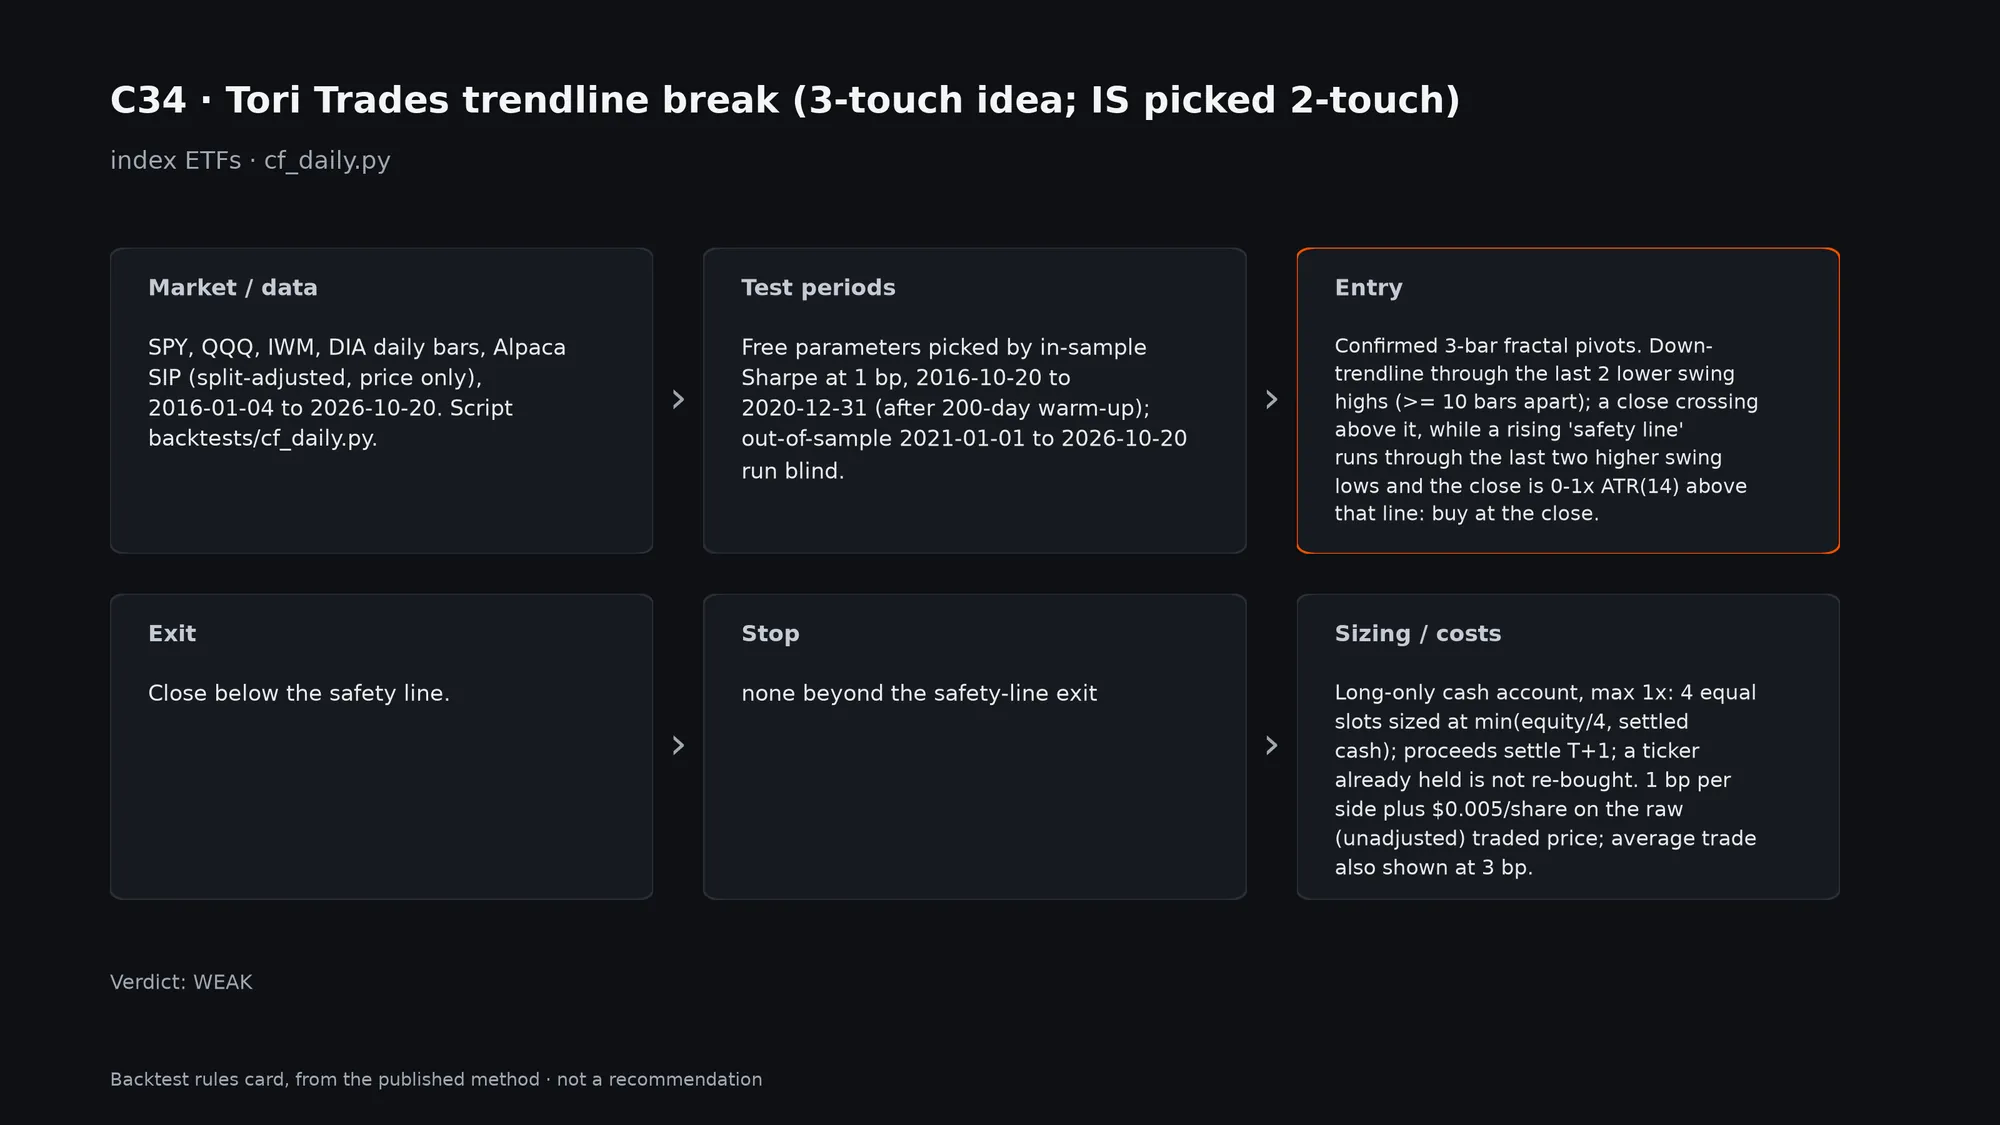 C34 · Tori Trades trendline break (3-touch idea; IS picked 2-touch)
index ETFs · cf_daily.py
Market / data
SPY, QQQ, IWM, DIA daily bars, Alpaca
SIP (split-adjusted, price only),
2016-01-04 to 2026-10-20. Script
backtests/cf_daily.py.
›
Test periods
Free parameters picked by in-sample
Sharpe at 1 bp, 2016-10-20 to
2020-12-31 (after 200-day warm-up);
out-of-sample 2021-01-01 to 2026-10-20
run blind.
›
Entry
Confirmed 3-bar fractal pivots. Down-
trendline through the last 2 lower swing
highs (>= 10 bars apart); a close crossing
above it, while a rising 'safety line'
runs through the last two higher swing
lows and the close is 0-1x ATR(14) above
that line: buy at the close.
Exit
Close below the safety line.
›
Stop
none beyond the safety-line exit
›
Sizing / costs
Long-only cash account, max 1x: 4 equal
slots sized at min(equity/4, settled
cash); proceeds settle T+1; a ticker
already held is not re-bought. 1 bp per
side plus $0.005/share on the raw
(unadjusted) traded price; average trade
also shown at 3 bp.
Verdict: WEAK
Backtest rules card, from the published method · not a recommendation